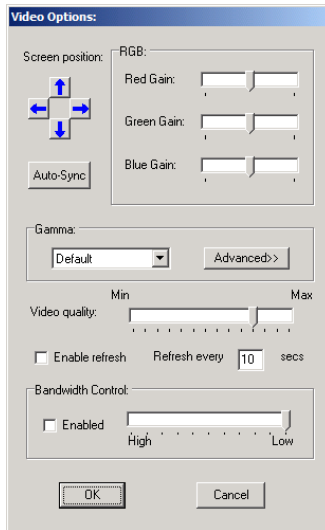 Video Options:
Screen position:
RGB:
Red Gain:
Green Gain:
Blue Gain:
Auto-Sync
Gamma:
Default
Advanced>>
Min Max
Video quality:
Enable refresh Refresh every 10 secs
Bandwidth Control:
Enabled
High Low
OK Cancel